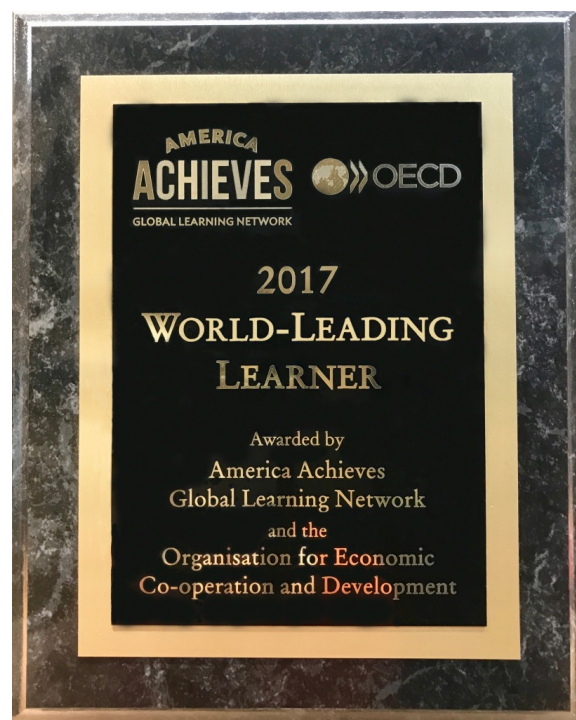 AMERICA
ACHIEVES
GLOBAL LEARNING NETWORK
OECD
2017
WORLD-LEADING
LEARNER
Awarded by
America Achieves
Global Learning Network
and the
Organisation for Economic
Co-operation and Development